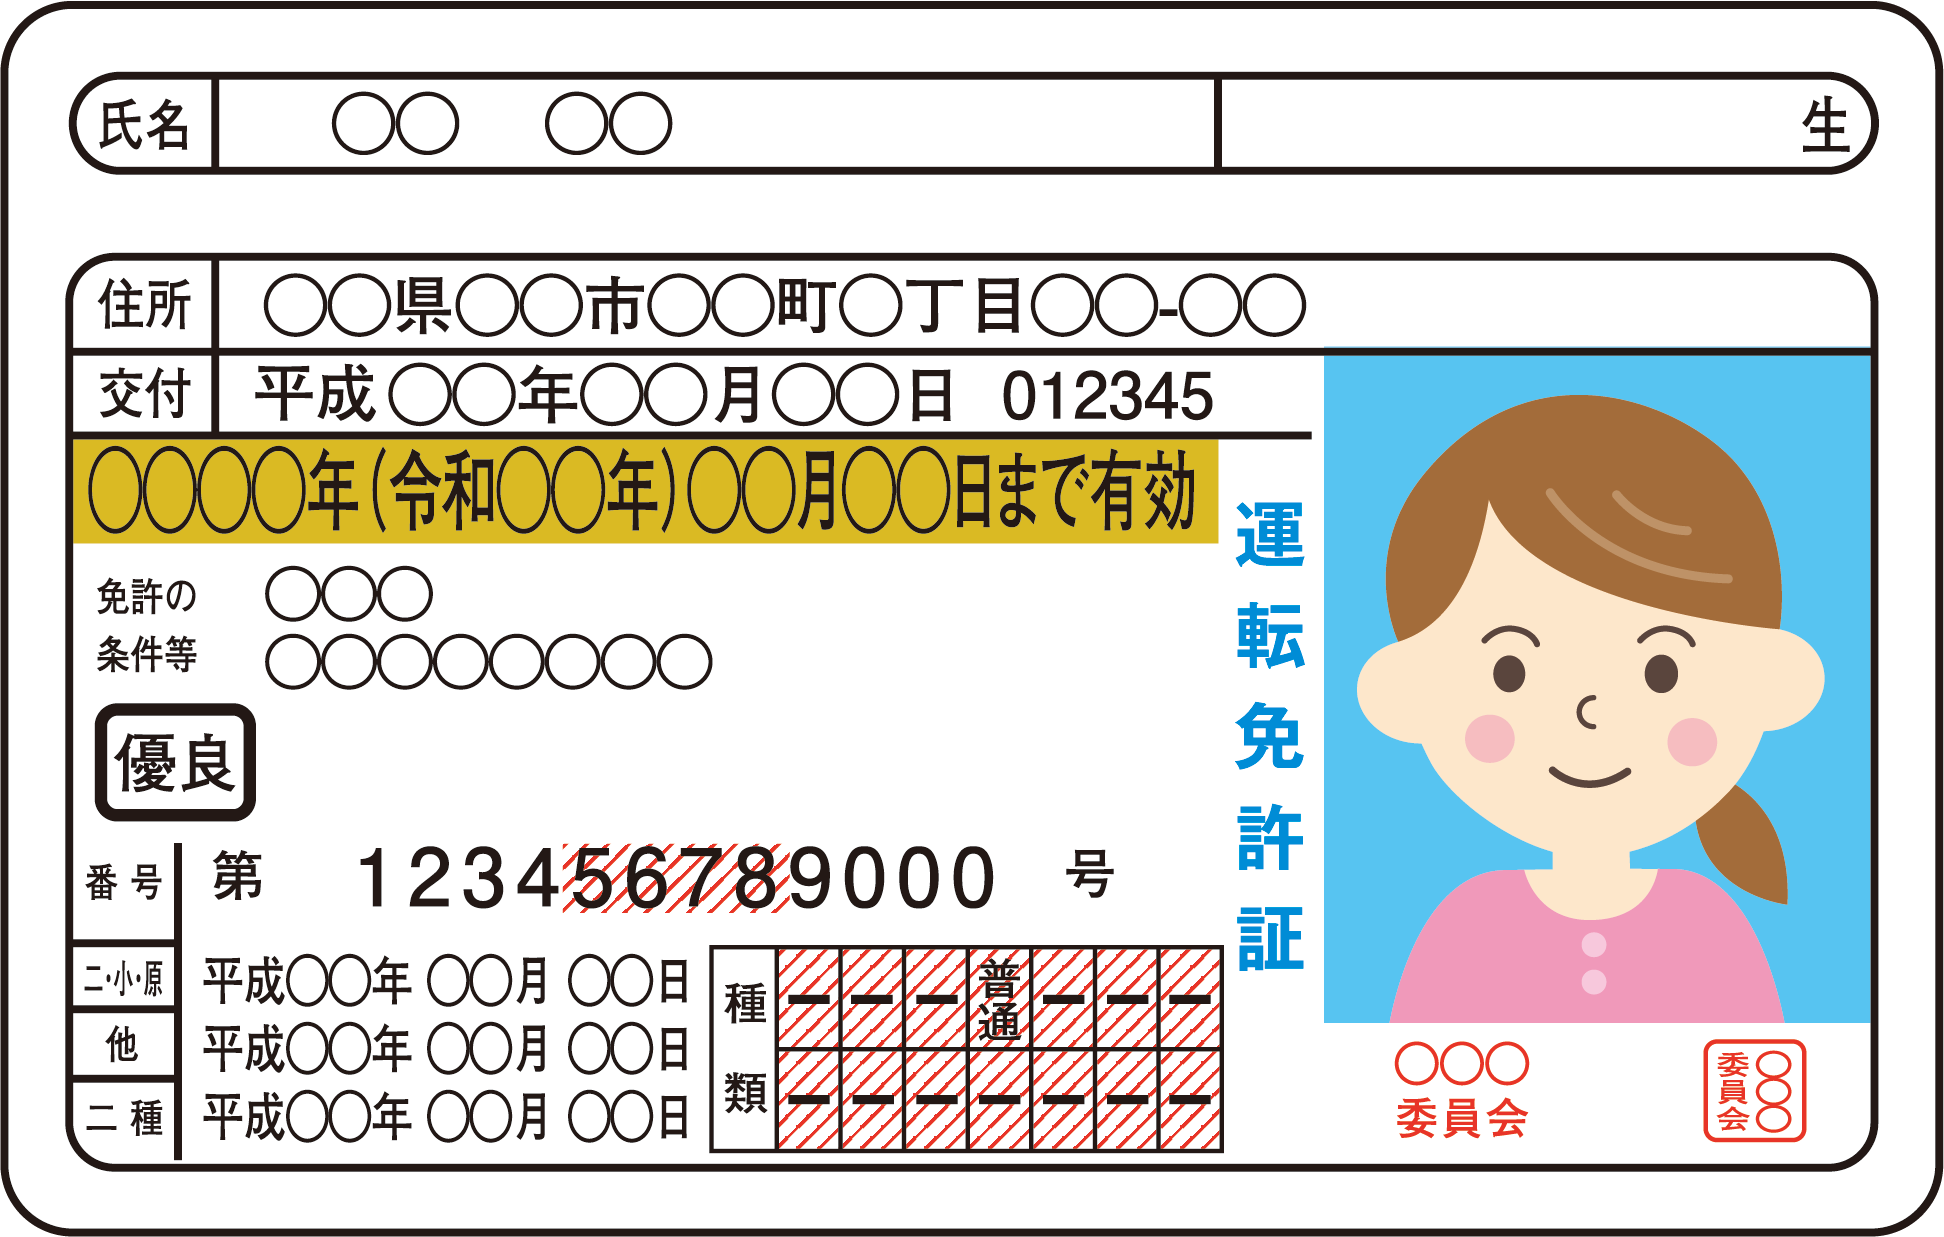 氏名 ○○ ○○ 生
住所 ○○県○○市○○町○丁目○○-○○
交付 平成○○年○○月○○日 012345
○○○○年(令和○○年)○○月○○日まで有効
免許の ○○○
条件等 ○○○○○○○○
優良
番号 第 123456789000 号
二・小・原 平成○○年 ○○月 ○○日
他 平成○○年 ○○月 ○○日
二種 平成○○年 ○○月 ○○日
種類
ー ー ー 普通 ー ー ー
ー ー ー ー ー ー ー
運転免許証
○○○
委員会
○○○
委員会